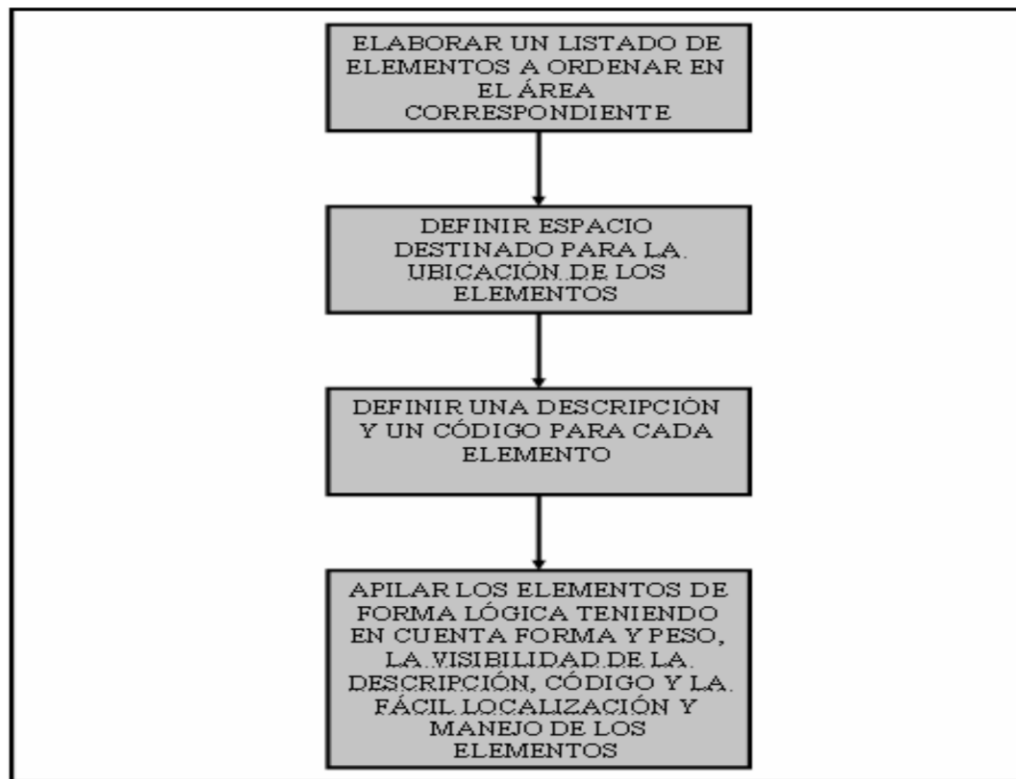 ELABORAR UN LISTADO DE
ELEMENTOS A ORDENAR EN
EL ÁREA
CORRESPONDIENTE
DEFINIR ESPACIO
DESTINADO PARA LA
UBICACIÓN DE LOS
ELEMENTOS
DEFINIR UNA DESCRIPCIÓN
Y UN CÓDIGO PARA CADA
ELEMENTO
APILAR LOS ELEMENTOS DE
FORMA LÓGICA TENIENDO
EN CUENTA FORMA Y PESO,
LA VISIBILIDAD DE LA
DESCRIPCIÓN, CÓDIGO Y LA
FÁCIL LOCALIZACIÓN Y
MANEJO DE LOS
ELEMENTOS